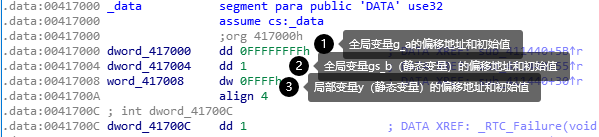 .data:00417000 _data segment para public 'DATA' use32
.data:00417000 assume cs:_data
.data:00417000 ;org 417000h
.data:00417000 dword_417000 dd 0FFFFFFFFh
1 全局变量g_a的偏移地址和初始值
.data:00417004 dword_417004 dd 1
2 全局变量gs_b（静态变量）的偏移地址和初始值
.data:00417008 word_417008 dw 0FFFFh
3 局部变量y（静态变量）的偏移地址和初始值
.data:0041700A align 4
.data:0041700C ; int dword_41700C
.data:0041700C dword_41700C dd 1 ; DATA XREF: _RTC_Failure(void